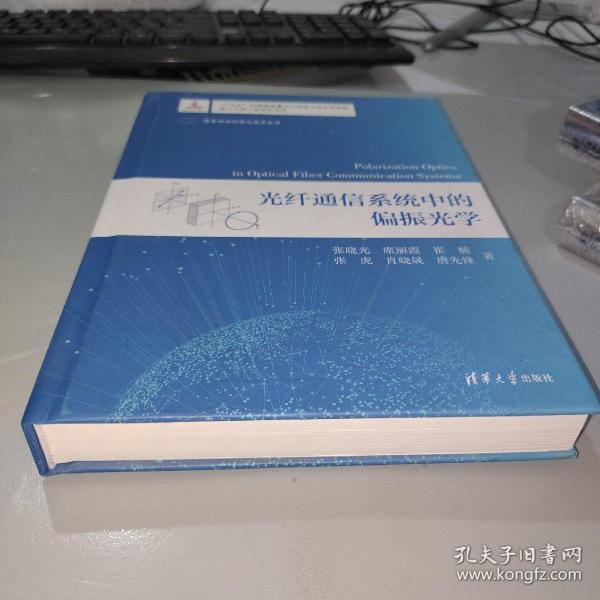 Polarization Optics
in Optical Fiber Communication Systems
光纤通信系统中的
偏振光学
张晓光 席丽霞 崔楠
张虎 肖晓晟 唐先锋 著
清华大学出版社
孔夫子旧书网
www.kongfz.com